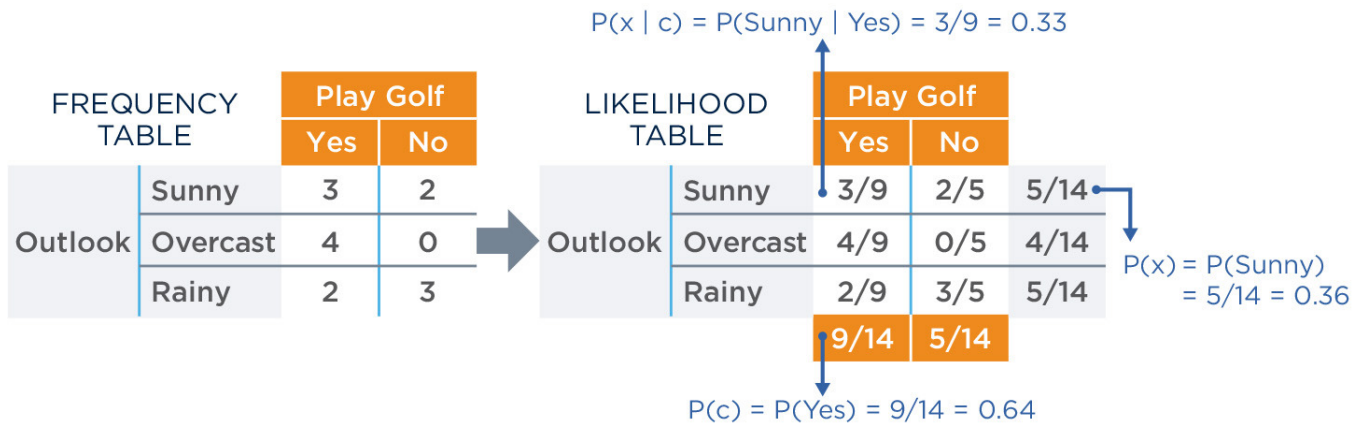 P(x | c) = P(Sunny | Yes) = 3/9 = 0.33
FREQUENCY
TABLE
Play Golf
Yes No
Sunny 3 2
Outlook Overcast 4 0
Rainy 2 3
LIKELIHOOD
TABLE
Play Golf
Yes No
Sunny 3/9 2/5 5/14
Outlook Overcast 4/9 0/5 4/14
Rainy 2/9 3/5 5/14
9/14 5/14
P(x) = P(Sunny)
= 5/14 = 0.36
P(c) = P(Yes) = 9/14 = 0.64